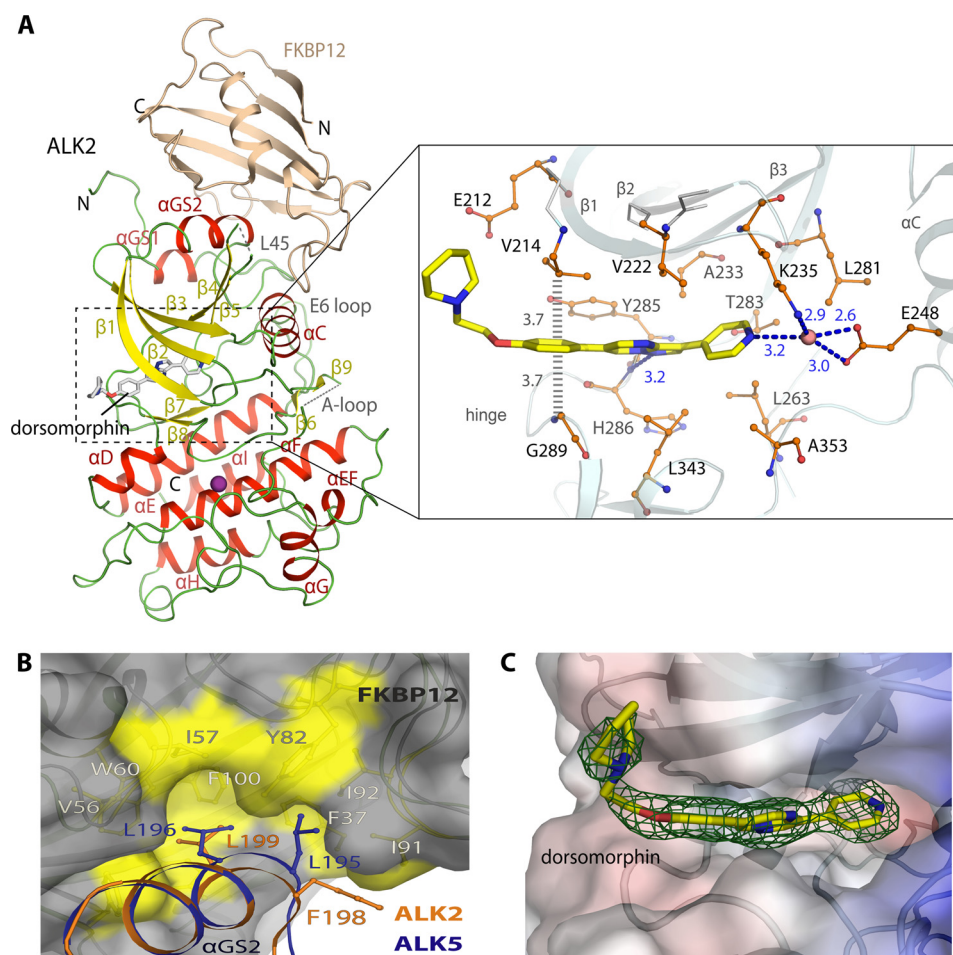 A
FKBP12
C
N
ALK2
N
αGS2
αGS1
L45
β4
β3
β5
E6 loop
β1
αC
β2
β9
A-loop
dorsomorphin
β7
β6
β8
αF
αD
αI
C
αEF
αE
αH
αG
E212
β1
β2
β3
αC
V214
V222
A233
K235
L281
Y285
T283
2.9
2.6
E248
3.7
3.2
3.0
3.7
3.2
hinge
H286
L263
G289
L343
A353
B
FKBP12
I57
Y82
W60
F100
V56
I92
F37
L196
L199
L195
I91
F198
αGS2
ALK2
ALK5
C
dorsomorphin